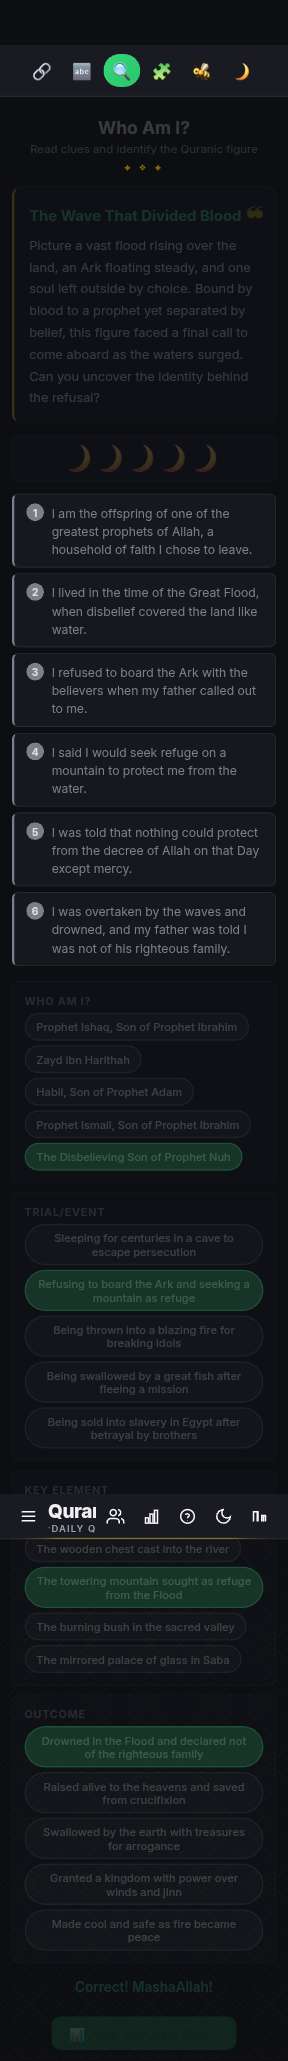 Who Am I?
Read clues and identify the Quranic figure
The Wave That Divided Blood
Picture a vast flood rising over the
land, an Ark floating steady, and one
soul left outside by choice. Bound by
blood to a prophet yet separated by
belief, this figure faced a final call to
come aboard as the waters surged.
Can you uncover the identity behind
the refusal?
1 I am the offspring of one of the
greatest prophets of Allah, a
household of faith I chose to leave.
2 I lived in the time of the Great Flood,
when disbelief covered the land like
water.
3 I refused to board the Ark with the
believers when my father called out
to me.
4 I said I would seek refuge on a
mountain to protect me from the
water.
5 I was told that nothing could protect
from the decree of Allah on that Day
except mercy.
6 I was overtaken by the waves and
drowned, and my father was told I
was not of his righteous family.
WHO AM I?
Prophet Ishaq, Son of Prophet Ibrahim
Zayd ibn Harithah
Habil, Son of Prophet Adam
Prophet Ismail, Son of Prophet Ibrahim
The Disbelieving Son of Prophet Nuh
TRIAL/EVENT
Sleeping for centuries in a cave to
escape persecution
Refusing to board the Ark and seeking a
mountain as refuge
Being thrown into a blazing fire for
breaking idols
Being swallowed by a great fish after
fleeing a mission
Being sold into slavery in Egypt after
betrayal by brothers
KEY ELEMENT
Quran
DAILY Q
The wooden chest cast into the river
The towering mountain sought as refuge
from the Flood
The burning bush in the sacred valley
The mirrored palace of glass in Saba
OUTCOME
Drowned in the Flood and declared not
of the righteous family
Raised alive to the heavens and saved
from crucifixion
Swallowed by the earth with treasures
for arrogance
Granted a kingdom with power over
winds and jinn
Made cool and safe as fire became
peace
Correct! MashaAllah!